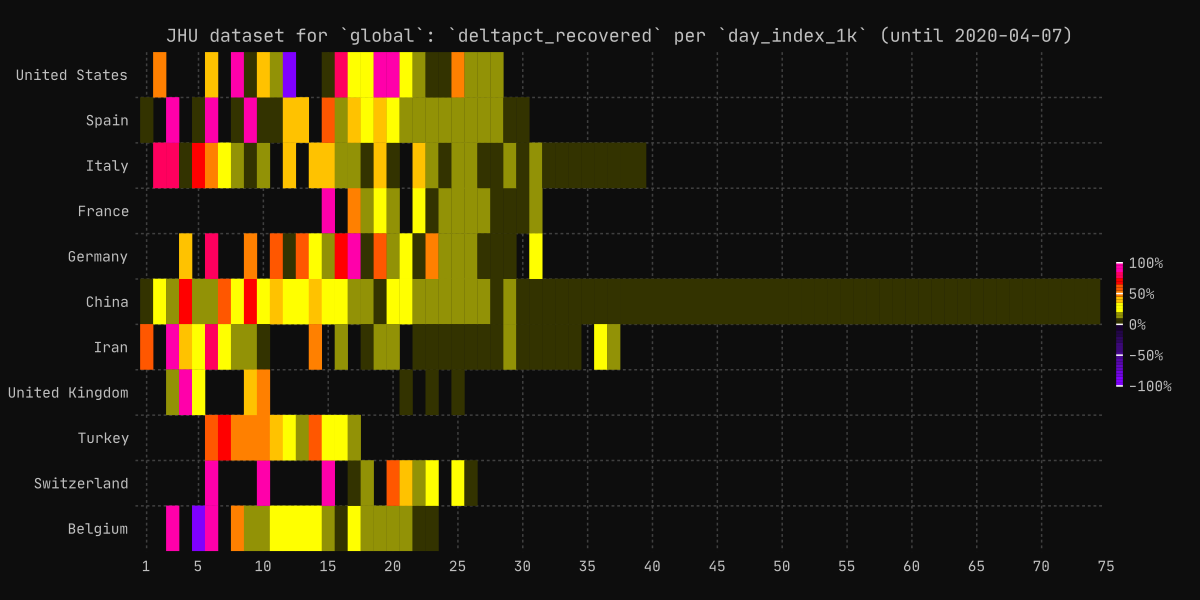 JHU dataset for `global`: `deltapct_recovered` per `day_index_1k` (until 2020-04-07)
United States
Spain
Italy
France
Germany
China
Iran
United Kingdom
Turkey
Switzerland
Belgium
100%
50%
0%
−50%
−100%
1 5 10 15 20 25 30 35 40 45 50 55 60 65 70 75